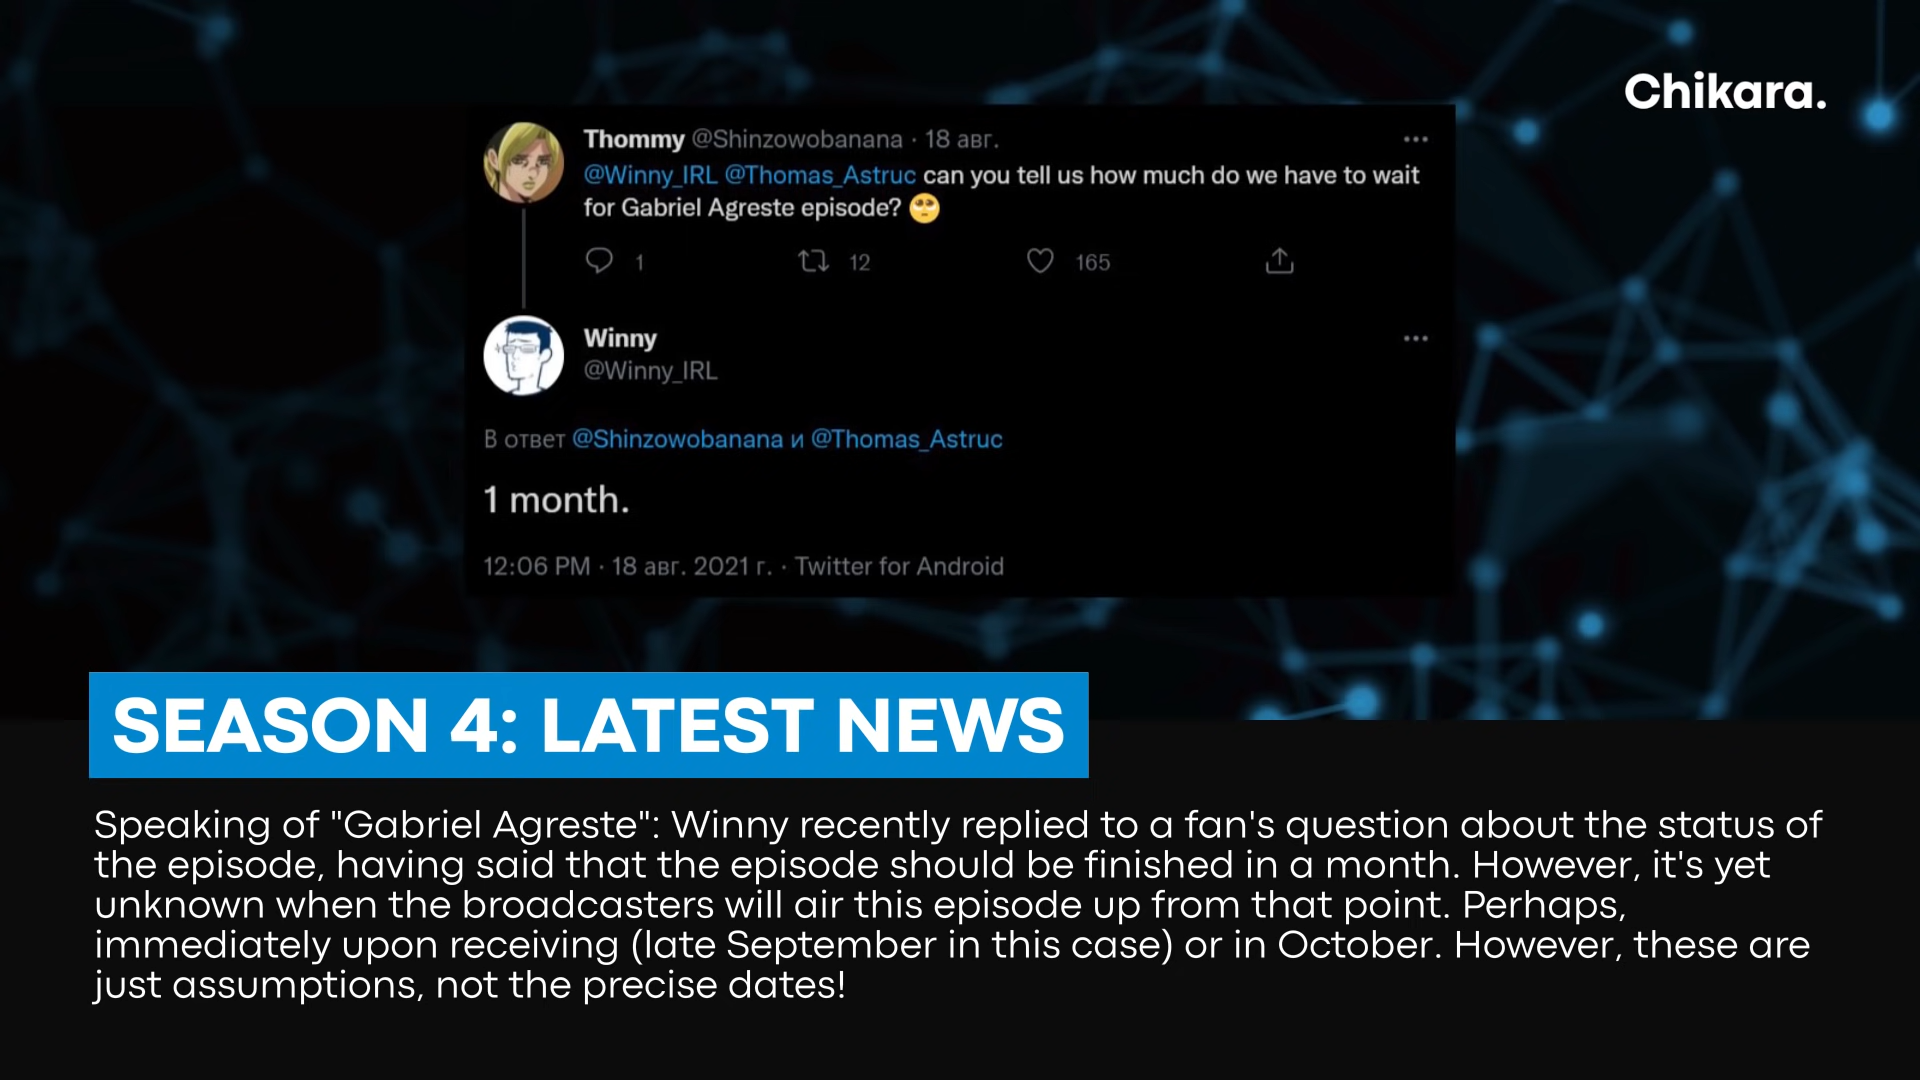 Chikara.
Thommy @Shinzowobanana · 18 авг.
@Winny_IRL @Thomas_Astruc can you tell us how much do we have to wait
for Gabriel Agreste episode? 🥺
1 12 165
Winny
@Winny_IRL
В ответ @Shinzowobanana и @Thomas_Astruc
1 month.
12:06 PM · 18 авг. 2021 г. · Twitter for Android
SEASON 4: LATEST NEWS
Speaking of "Gabriel Agreste": Winny recently replied to a fan's question about the status of
the episode, having said that the episode should be finished in a month. However, it's yet
unknown when the broadcasters will air this episode up from that point. Perhaps,
immediately upon receiving (late September in this case) or in October. However, these are
just assumptions, not the precise dates!